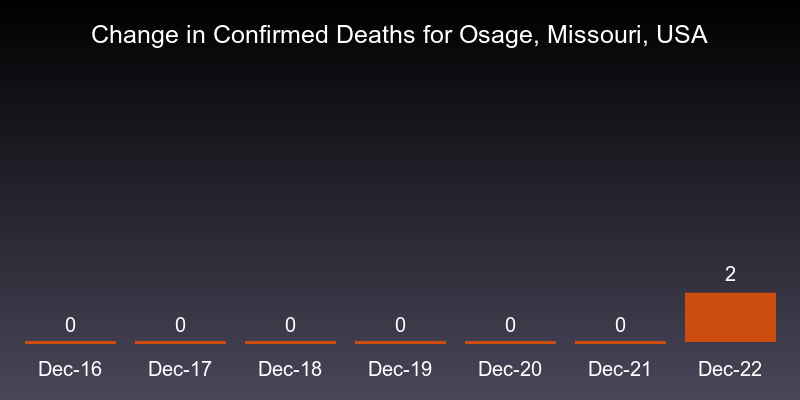 Change in Confirmed Deaths for Osage, Missouri, USA
0 0 0 0 0 0 2
Dec-16 Dec-17 Dec-18 Dec-19 Dec-20 Dec-21 Dec-22